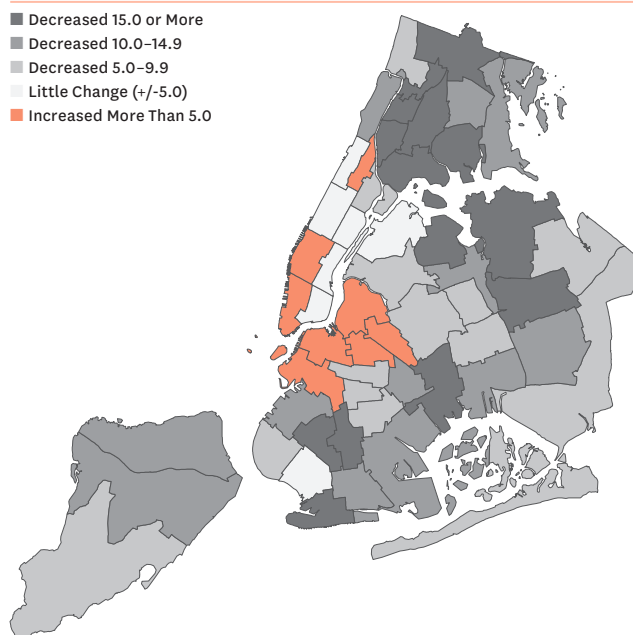 Decreased 15.0 or More
Decreased 10.0–14.9
Decreased 5.0–9.9
Little Change (+/-5.0)
Increased More Than 5.0